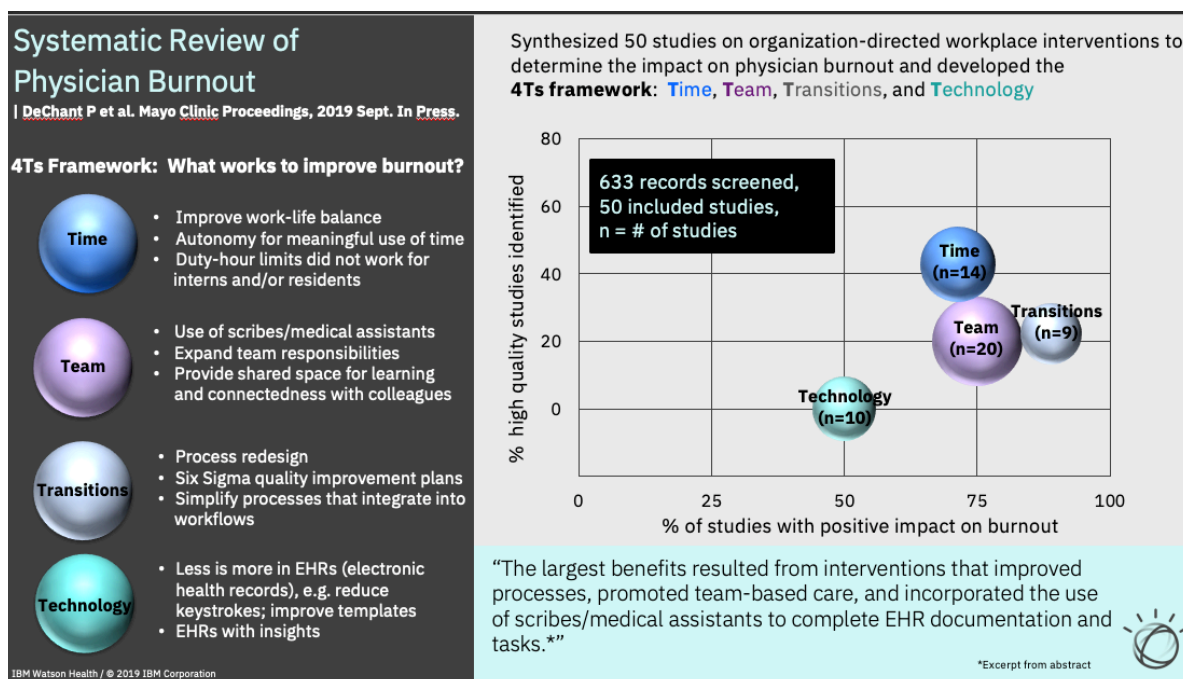 Systematic Review of
Physician Burnout
| DeChant P et al. Mayo Clinic Proceedings, 2019 Sept. In Press.
4Ts Framework: What works to improve burnout?
Time
• Improve work-life balance
• Autonomy for meaningful use of time
• Duty-hour limits did not work for
interns and/or residents
Team
• Use of scribes/medical assistants
• Expand team responsibilities
• Provide shared space for learning
and connectedness with colleagues
Transitions
• Process redesign
• Six Sigma quality improvement plans
• Simplify processes that integrate into
workflows
Technology
• Less is more in EHRs (electronic
health records), e.g. reduce
keystrokes; improve templates
• EHRs with insights
IBM Watson Health / © 2019 IBM Corporation
Synthesized 50 studies on organization-directed workplace interventions to
determine the impact on physician burnout and developed the
4Ts framework: Time, Team, Transitions, and Technology
% high quality studies identified
80
60
40
20
0
633 records screened,
50 included studies,
n = # of studies
Time
(n=14)
Transitions
(n=9)
Team
(n=20)
Technology
(n=10)
0 25 50 75 100
% of studies with positive impact on burnout
“The largest benefits resulted from interventions that improved
processes, promoted team-based care, and incorporated the use
of scribes/medical assistants to complete EHR documentation and
tasks.*”
*Excerpt from abstract